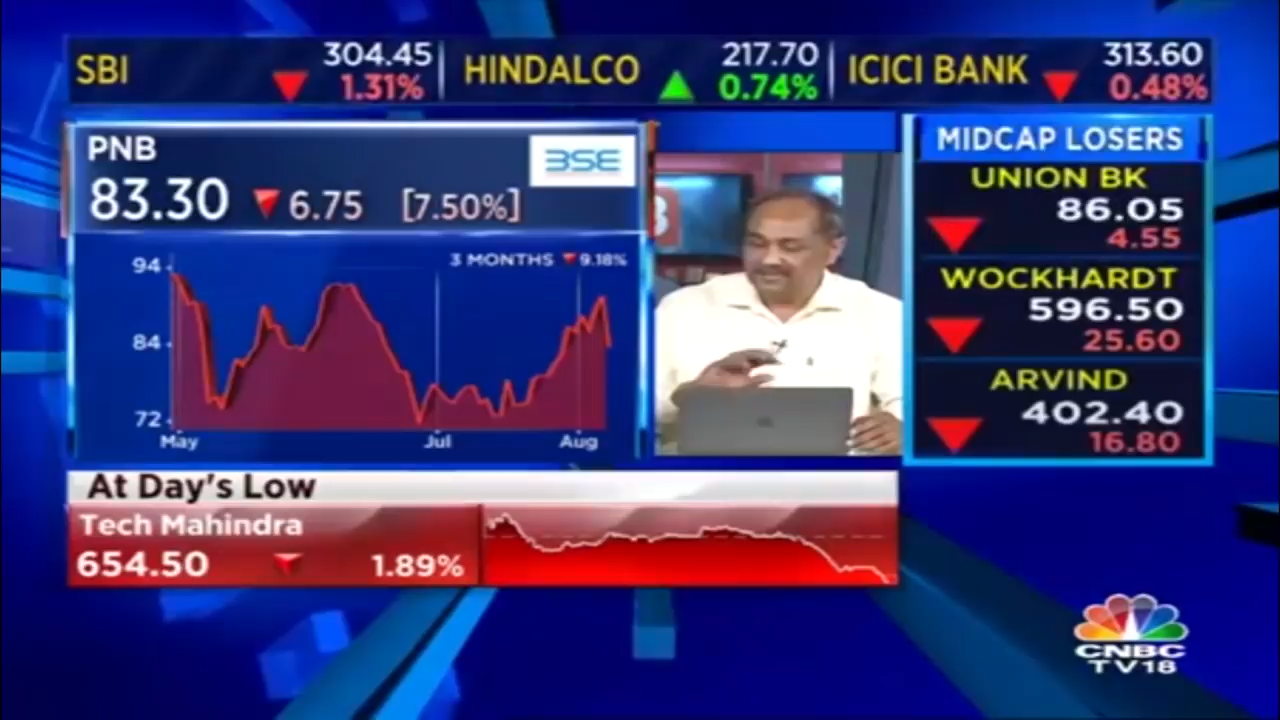 SBI
304.45
▼ 1.31%
HINDALCO
217.70
▲ 0.74%
ICICI BANK
313.60
▼ 0.48%
PNB
83.30 ▼ 6.75 [7.50%]
BSE
3 MONTHS ▼ 9.18%
94
84
72
May Jul Aug
MIDCAP LOSERS
UNION BK
86.05
▼ 4.55
WOCKHARDT
596.50
▼ 25.60
ARVIND
402.40
▼ 16.80
At Day's Low
Tech Mahindra
654.50 ▼ 1.89%
CNBC
TV18